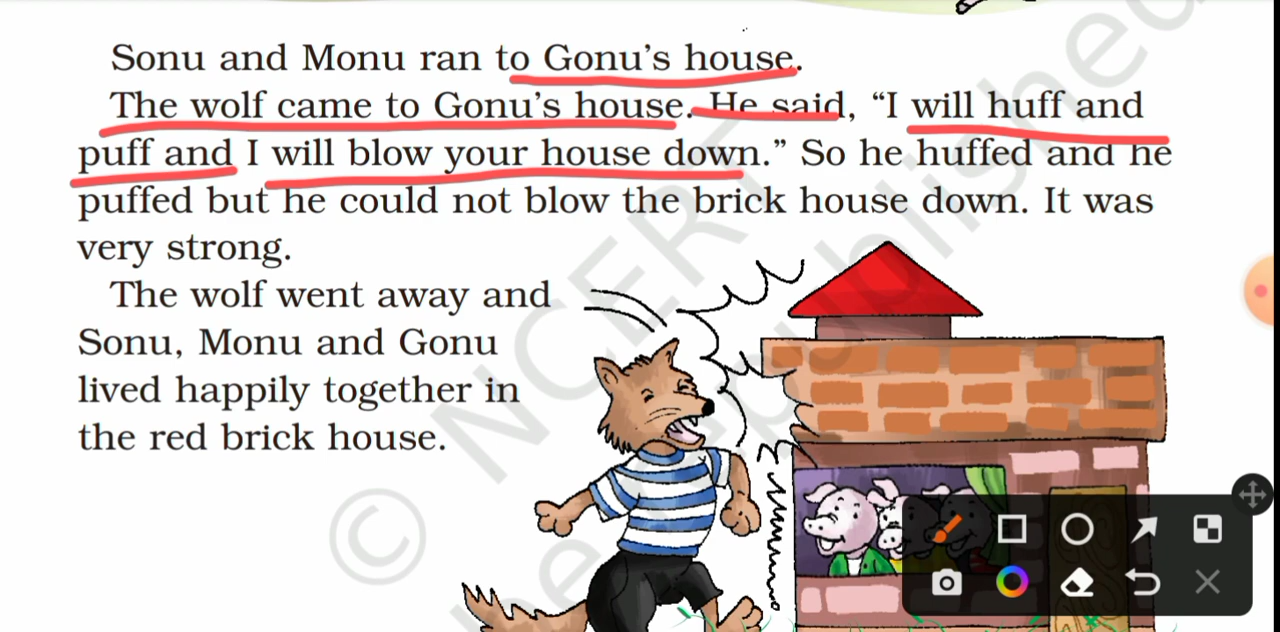 Sonu and Monu ran to Gonu's house.
The wolf came to Gonu's house. He said, “I will huff and
puff and I will blow your house down.” So he huffed and he
puffed but he could not blow the brick house down. It was
very strong.
The wolf went away and
Sonu, Monu and Gonu
lived happily together in
the red brick house.
© NCERT
republished